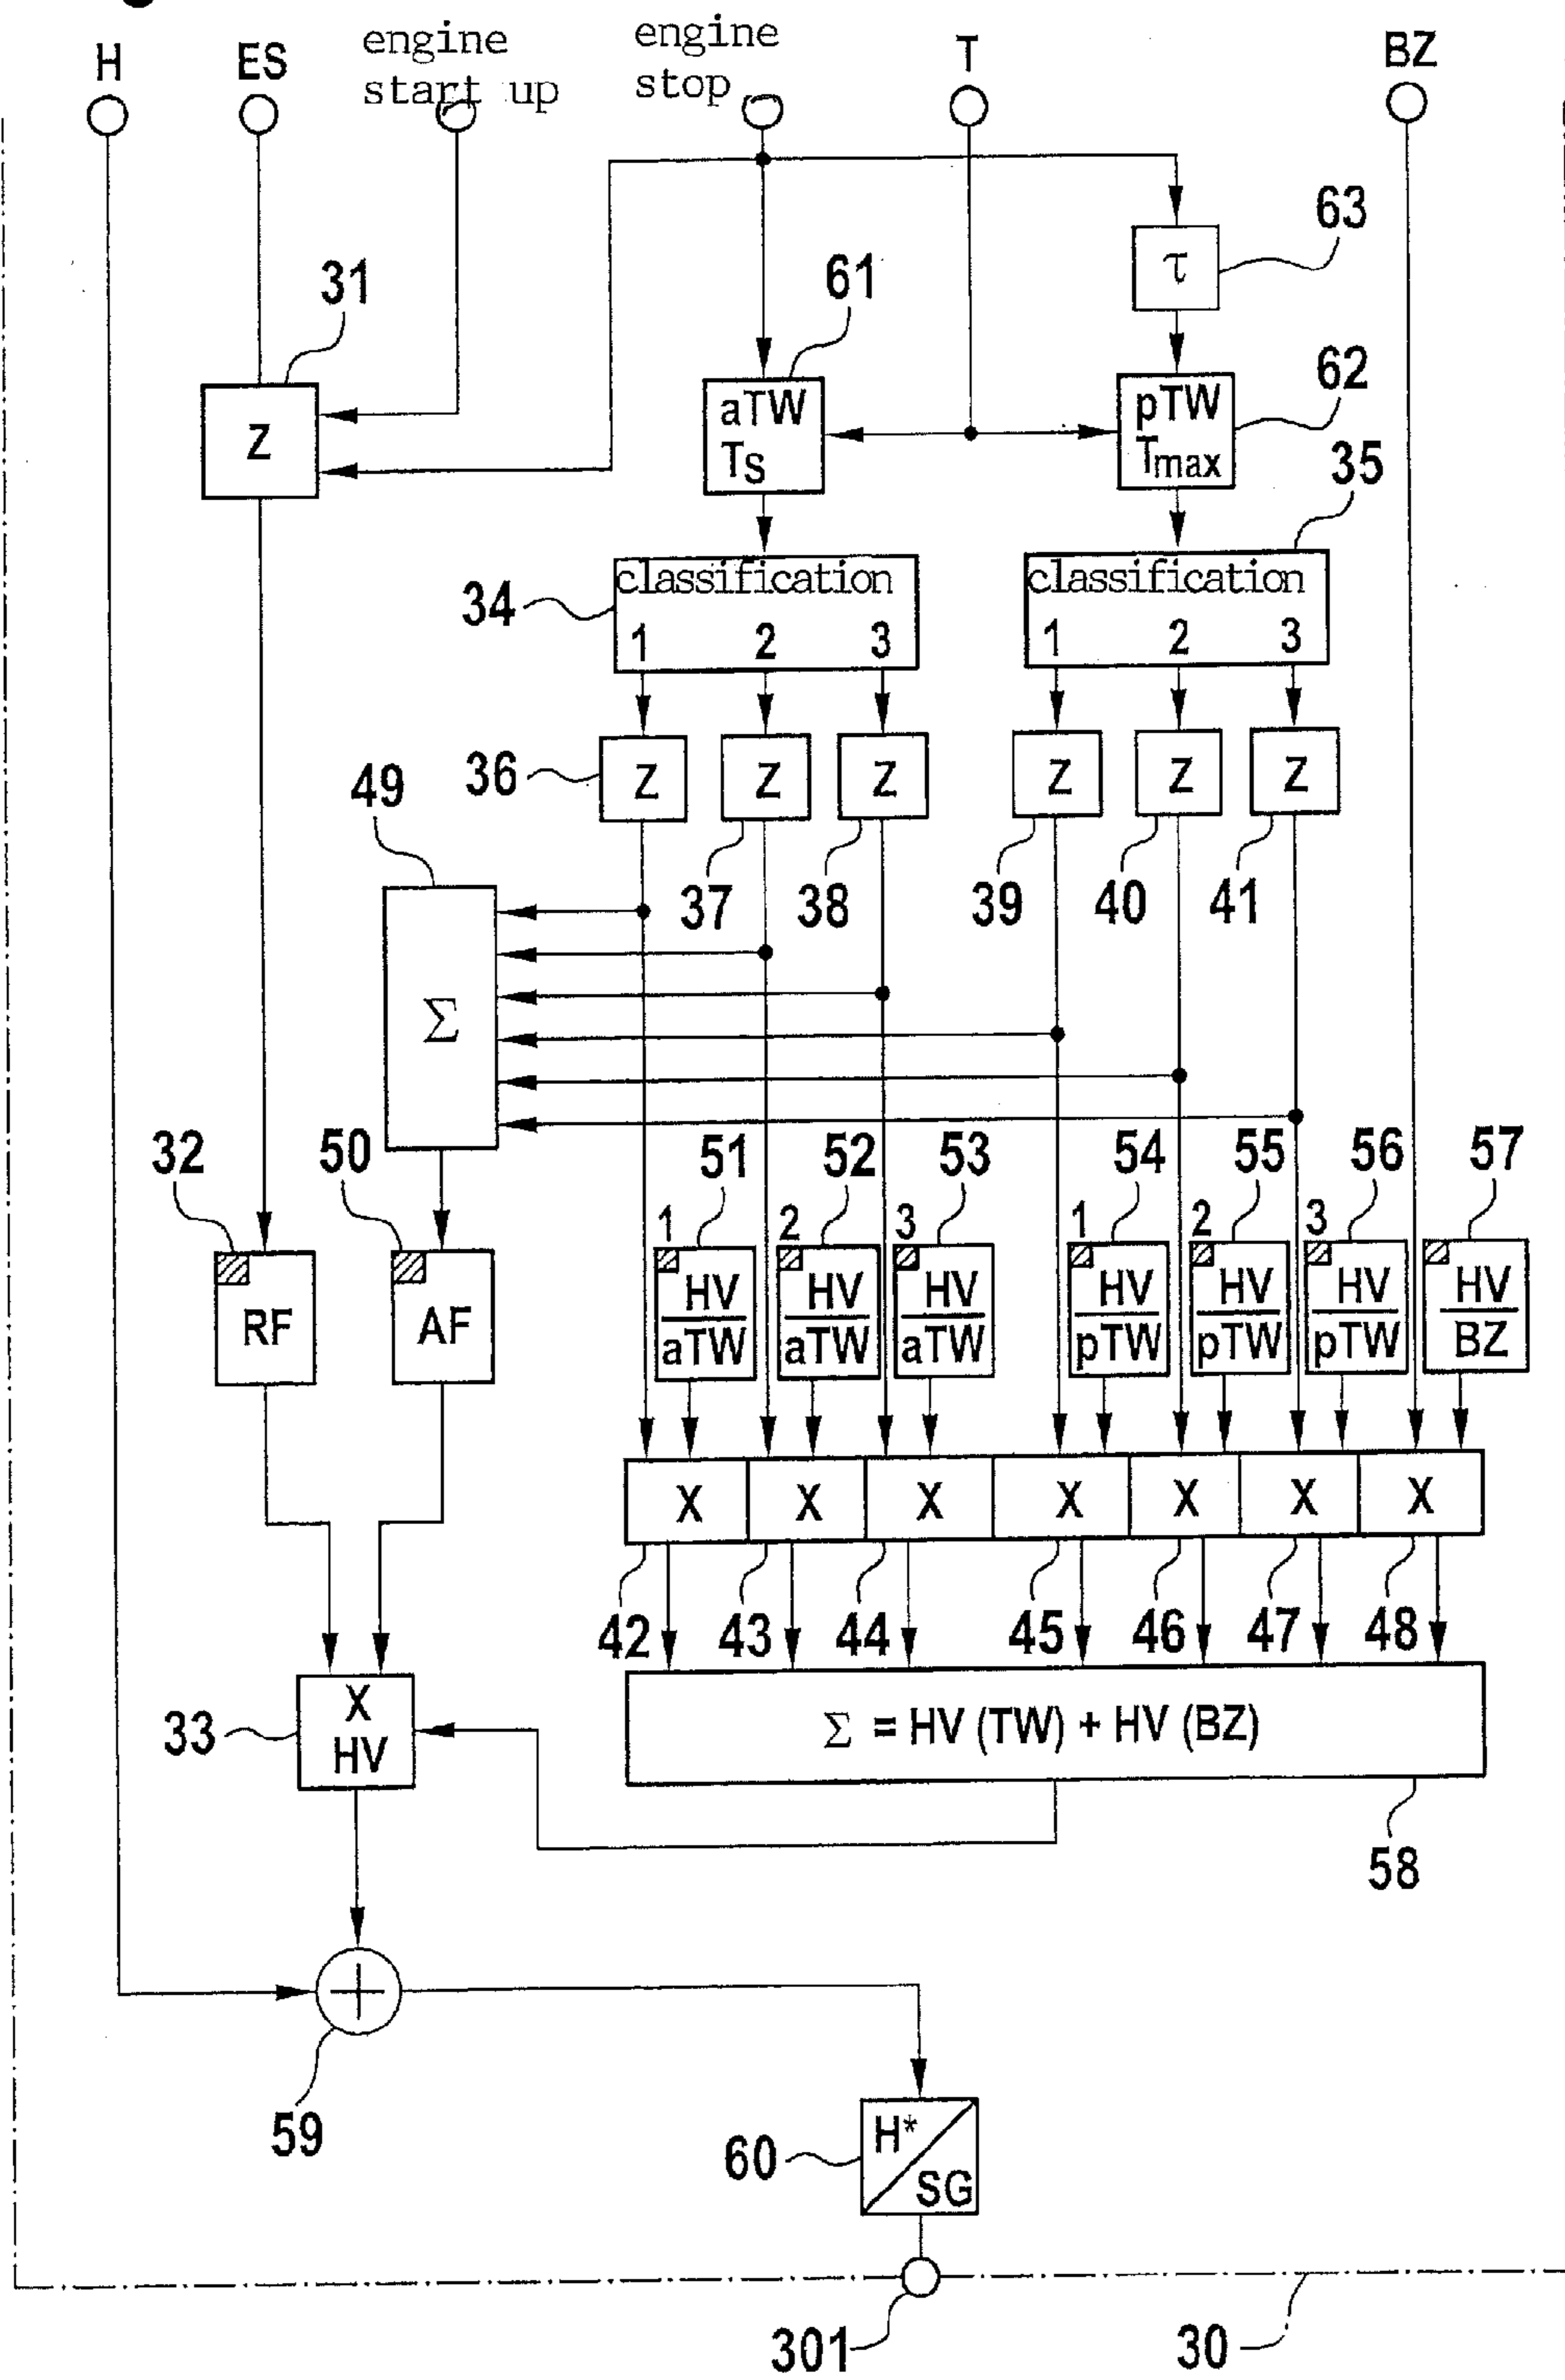 H
ES
engine
start up
engine
stop
T
BZ
63
τ
31
61
62
Z
aTW
Ts
pTW
Tmax
35
34
classification
1 2 3
classification
1 2 3
36
Z
Z
Z
Z
Z
Z
49
37
38
39
40
41
Σ
32
50
51
52
53
54
55
56
57
1
2
3
1
2
3
RF
AF
HV
aTW
HV
aTW
HV
aTW
HV
pTW
HV
pTW
HV
pTW
HV
BZ
X X X X X X X
42
43
44
45
46
47
48
33
X
HV
Σ = HV (TW) + HV (BZ)
58
+
59
60
H*
SG
301
30